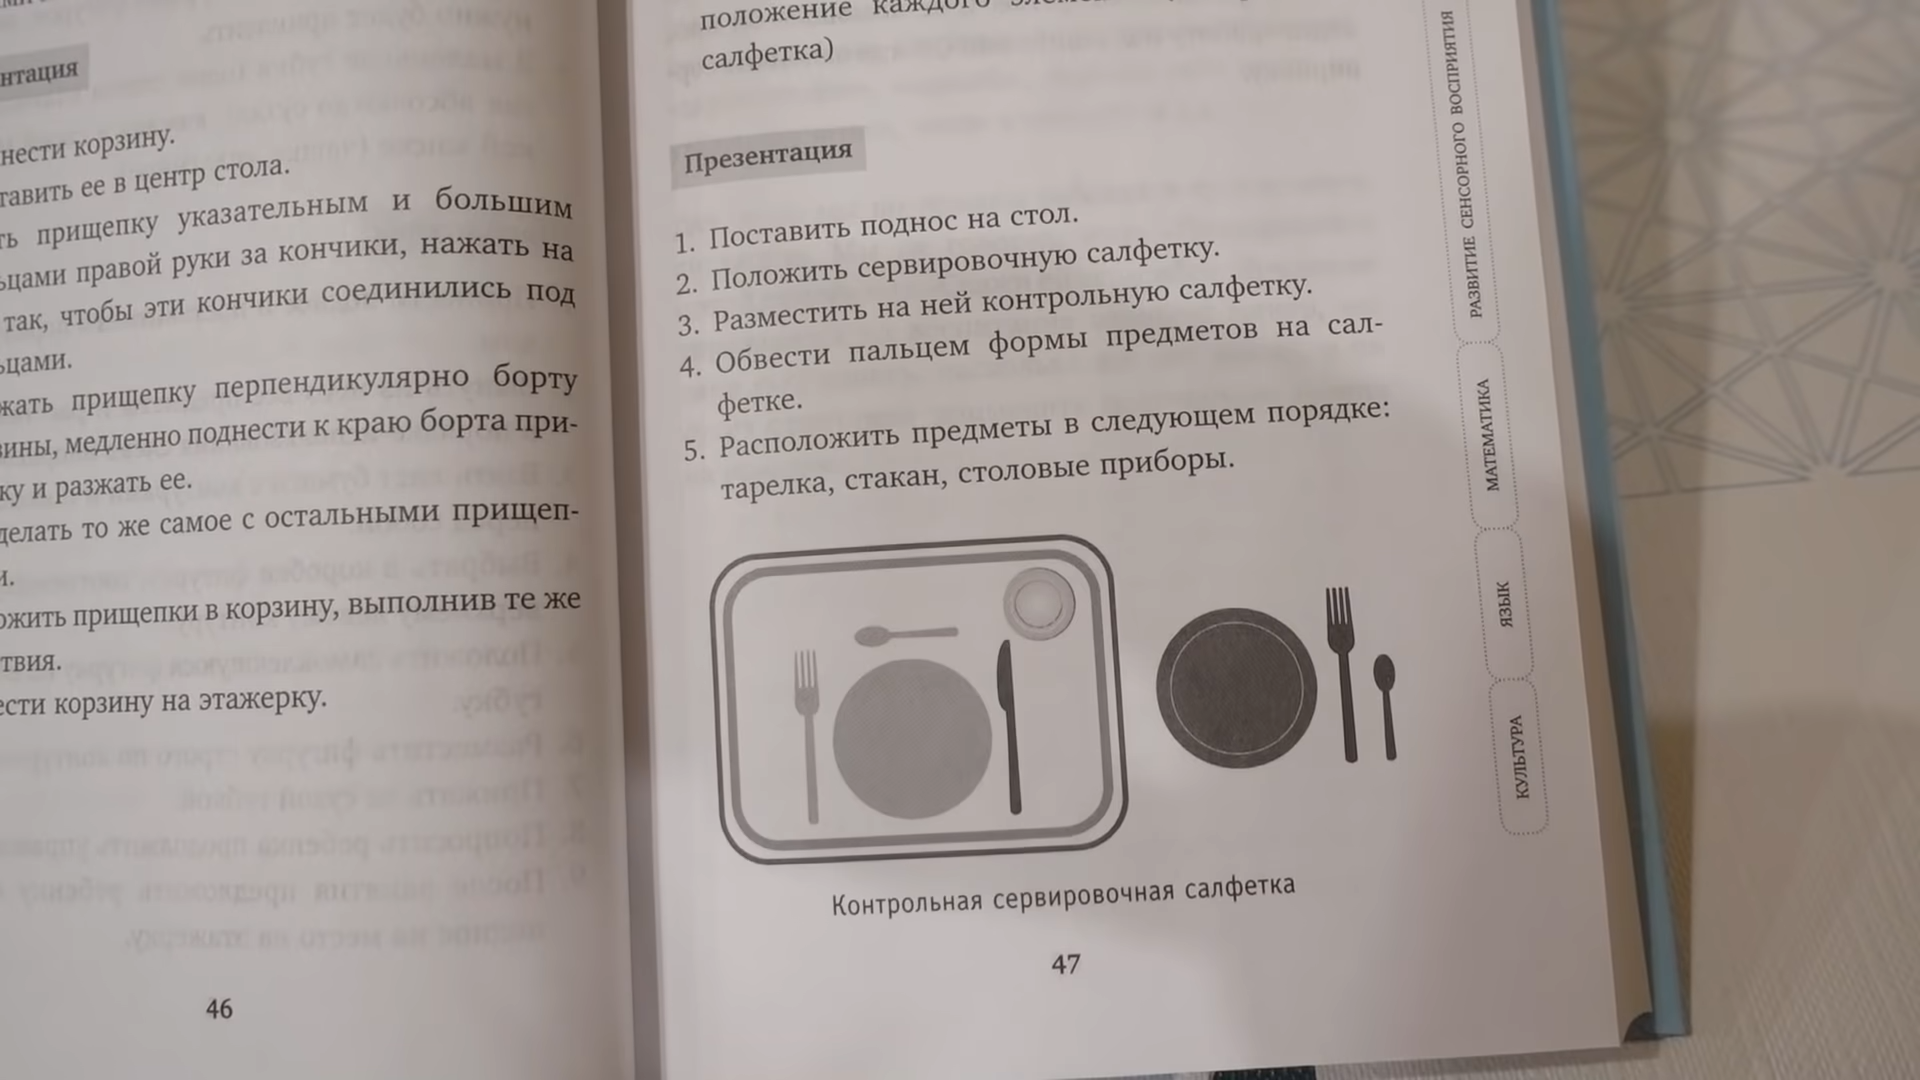 нтация
нести корзину.
тавить ее в центр стола.
ть прищепку указательным и большим
ьцами правой руки за кончики, нажать на
так, чтобы эти кончики соединились под
ьцами.
жать прищепку перпендикулярно борту
зины, медленно поднести к краю борта при-
ку и разжать ее.
делать то же самое с остальными прищеп-
и.
ожить прищепки в корзину, выполнив те же
твия.
ести корзину на этажерку.
46
положение каждого
салфетка)
Презентация
1. Поставить поднос на стол.
2. Положить сервировочную салфетку.
3. Разместить на ней контрольную салфетку.
4. Обвести пальцем формы предметов на сал-
фетке.
5. Расположить предметы в следующем порядке:
тарелка, стакан, столовые приборы.
Контрольная сервировочная салфетка
47
РАЗВИТИЕ СЕНСОРНОГО ВОСПРИЯТИЯ
МАТЕМАТИКА
ЯЗЫК
КУЛЬТУРА